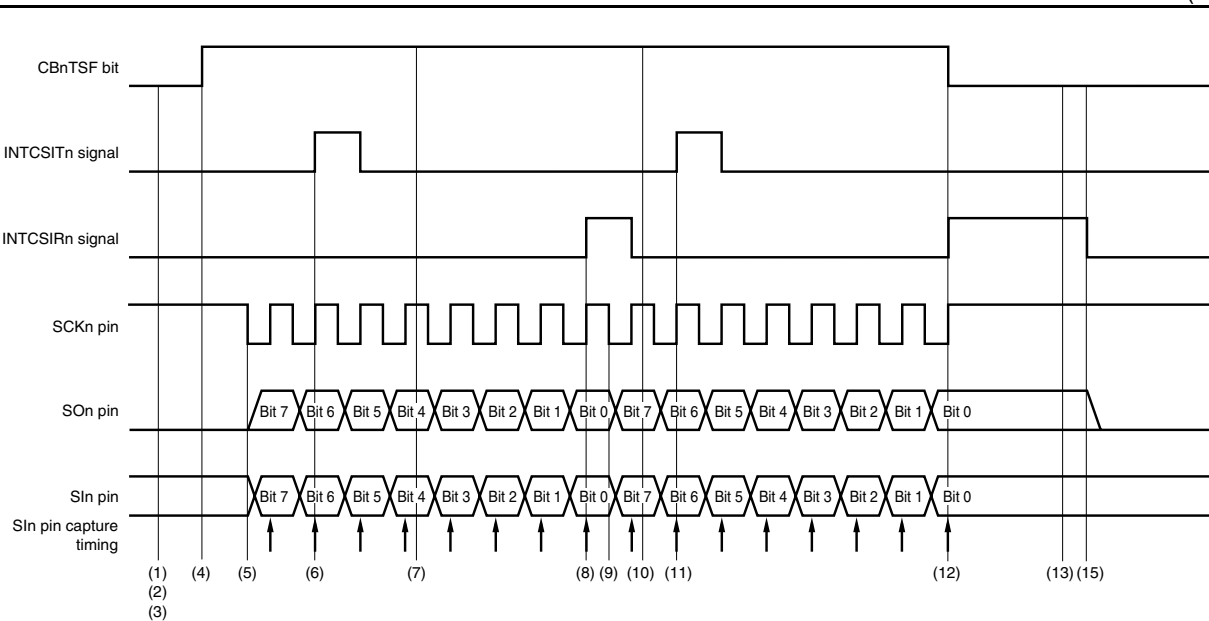 CBnTSF bit
INTCSITn signal
INTCSIRn signal
SCKn pin
SOn pin
Bit 7 Bit 6 Bit 5 Bit 4 Bit 3 Bit 2 Bit 1 Bit 0 Bit 7 Bit 6 Bit 5 Bit 4 Bit 3 Bit 2 Bit 1 Bit 0
SIn pin
Bit 7 Bit 6 Bit 5 Bit 4 Bit 3 Bit 2 Bit 1 Bit 0 Bit 7 Bit 6 Bit 5 Bit 4 Bit 3 Bit 2 Bit 1 Bit 0
SIn pin capture
timing
(1) (4) (5) (6) (7) (8) (9) (10) (11) (12) (13) (15)
(2)
(3)